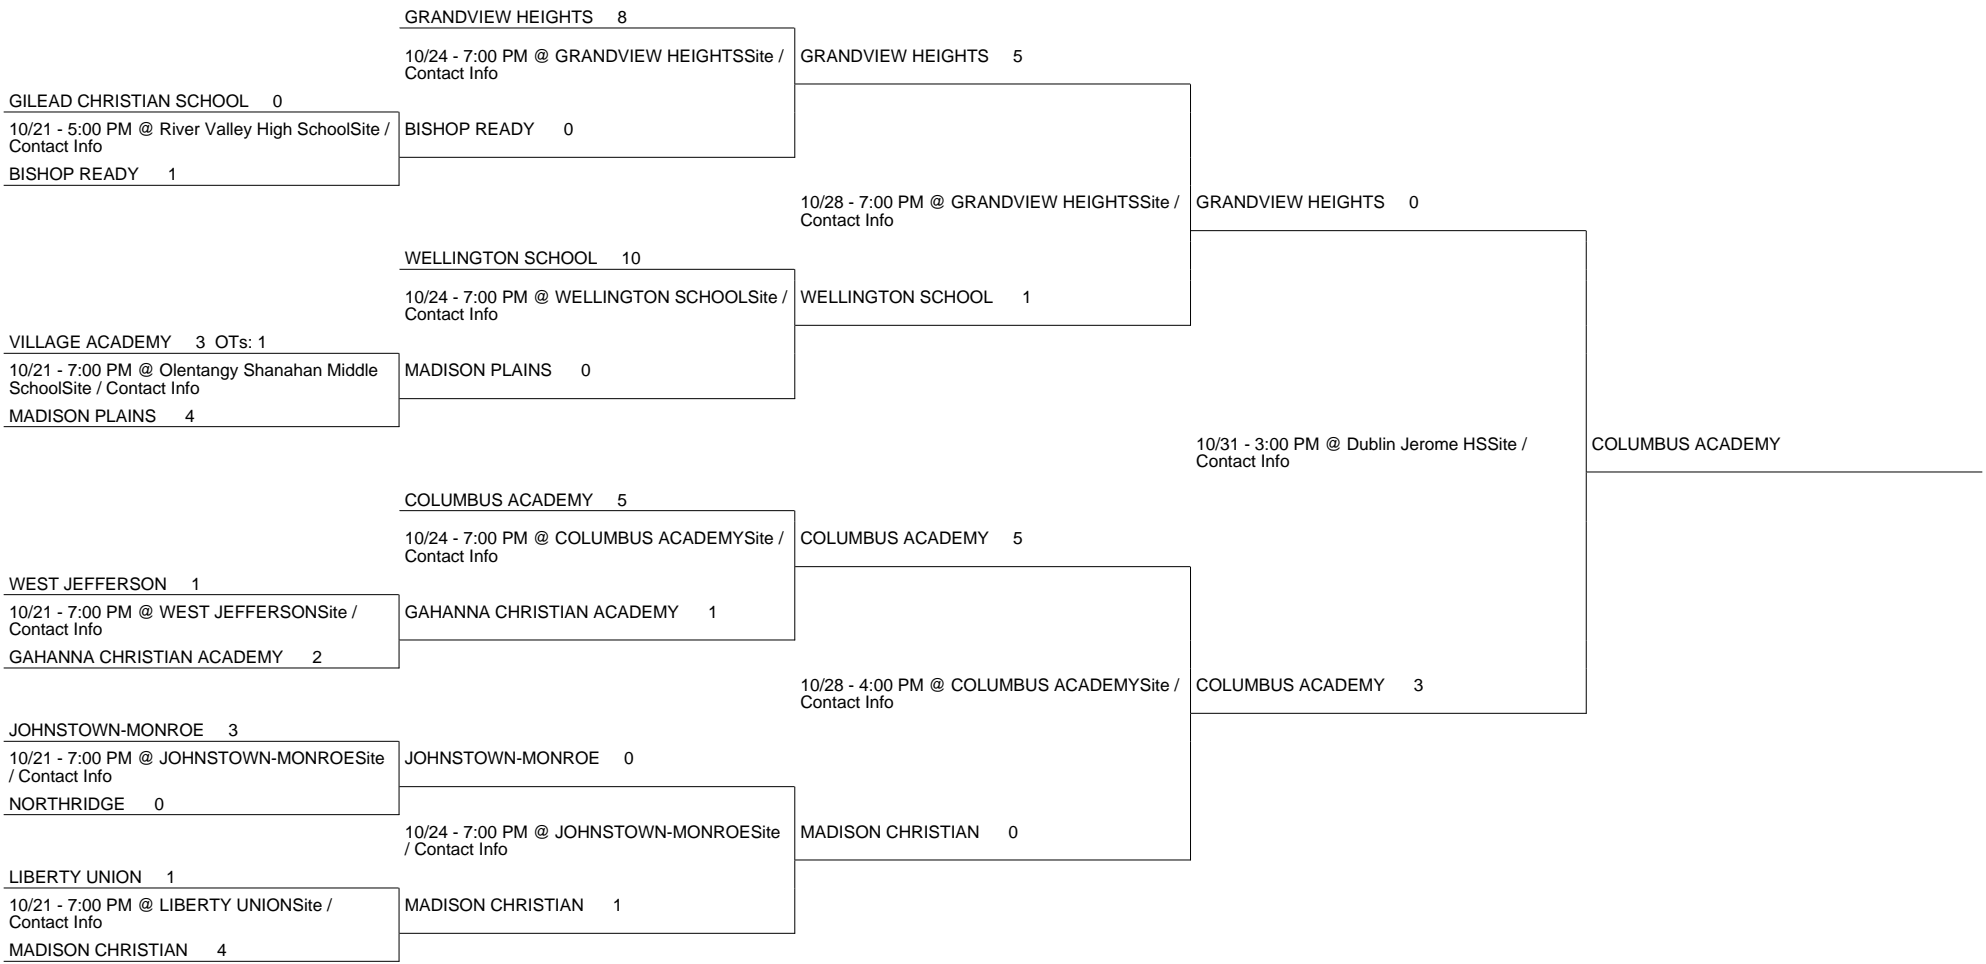 GRANDVIEW HEIGHTS 8
10/24 - 7:00 PM @ GRANDVIEW HEIGHTSSite /
Contact Info
GRANDVIEW HEIGHTS 5
GILEAD CHRISTIAN SCHOOL 0
10/21 - 5:00 PM @ River Valley High SchoolSite /
Contact Info
BISHOP READY 0
BISHOP READY 1
10/28 - 7:00 PM @ GRANDVIEW HEIGHTSSite /
Contact Info
GRANDVIEW HEIGHTS 0
WELLINGTON SCHOOL 10
10/24 - 7:00 PM @ WELLINGTON SCHOOLSite /
Contact Info
WELLINGTON SCHOOL 1
VILLAGE ACADEMY 3 OTs: 1
10/21 - 7:00 PM @ Olentangy Shanahan Middle
SchoolSite / Contact Info
MADISON PLAINS 0
MADISON PLAINS 4
10/31 - 3:00 PM @ Dublin Jerome HSSite /
Contact Info
COLUMBUS ACADEMY
COLUMBUS ACADEMY 5
10/24 - 7:00 PM @ COLUMBUS ACADEMYSite /
Contact Info
COLUMBUS ACADEMY 5
WEST JEFFERSON 1
10/21 - 7:00 PM @ WEST JEFFERSONSite /
Contact Info
GAHANNA CHRISTIAN ACADEMY 1
GAHANNA CHRISTIAN ACADEMY 2
10/28 - 4:00 PM @ COLUMBUS ACADEMYSite /
Contact Info
COLUMBUS ACADEMY 3
JOHNSTOWN-MONROE 3
10/21 - 7:00 PM @ JOHNSTOWN-MONROESite
/ Contact Info
JOHNSTOWN-MONROE 0
NORTHRIDGE 0
10/24 - 7:00 PM @ JOHNSTOWN-MONROESite
/ Contact Info
MADISON CHRISTIAN 0
LIBERTY UNION 1
10/21 - 7:00 PM @ LIBERTY UNIONSite /
Contact Info
MADISON CHRISTIAN 1
MADISON CHRISTIAN 4